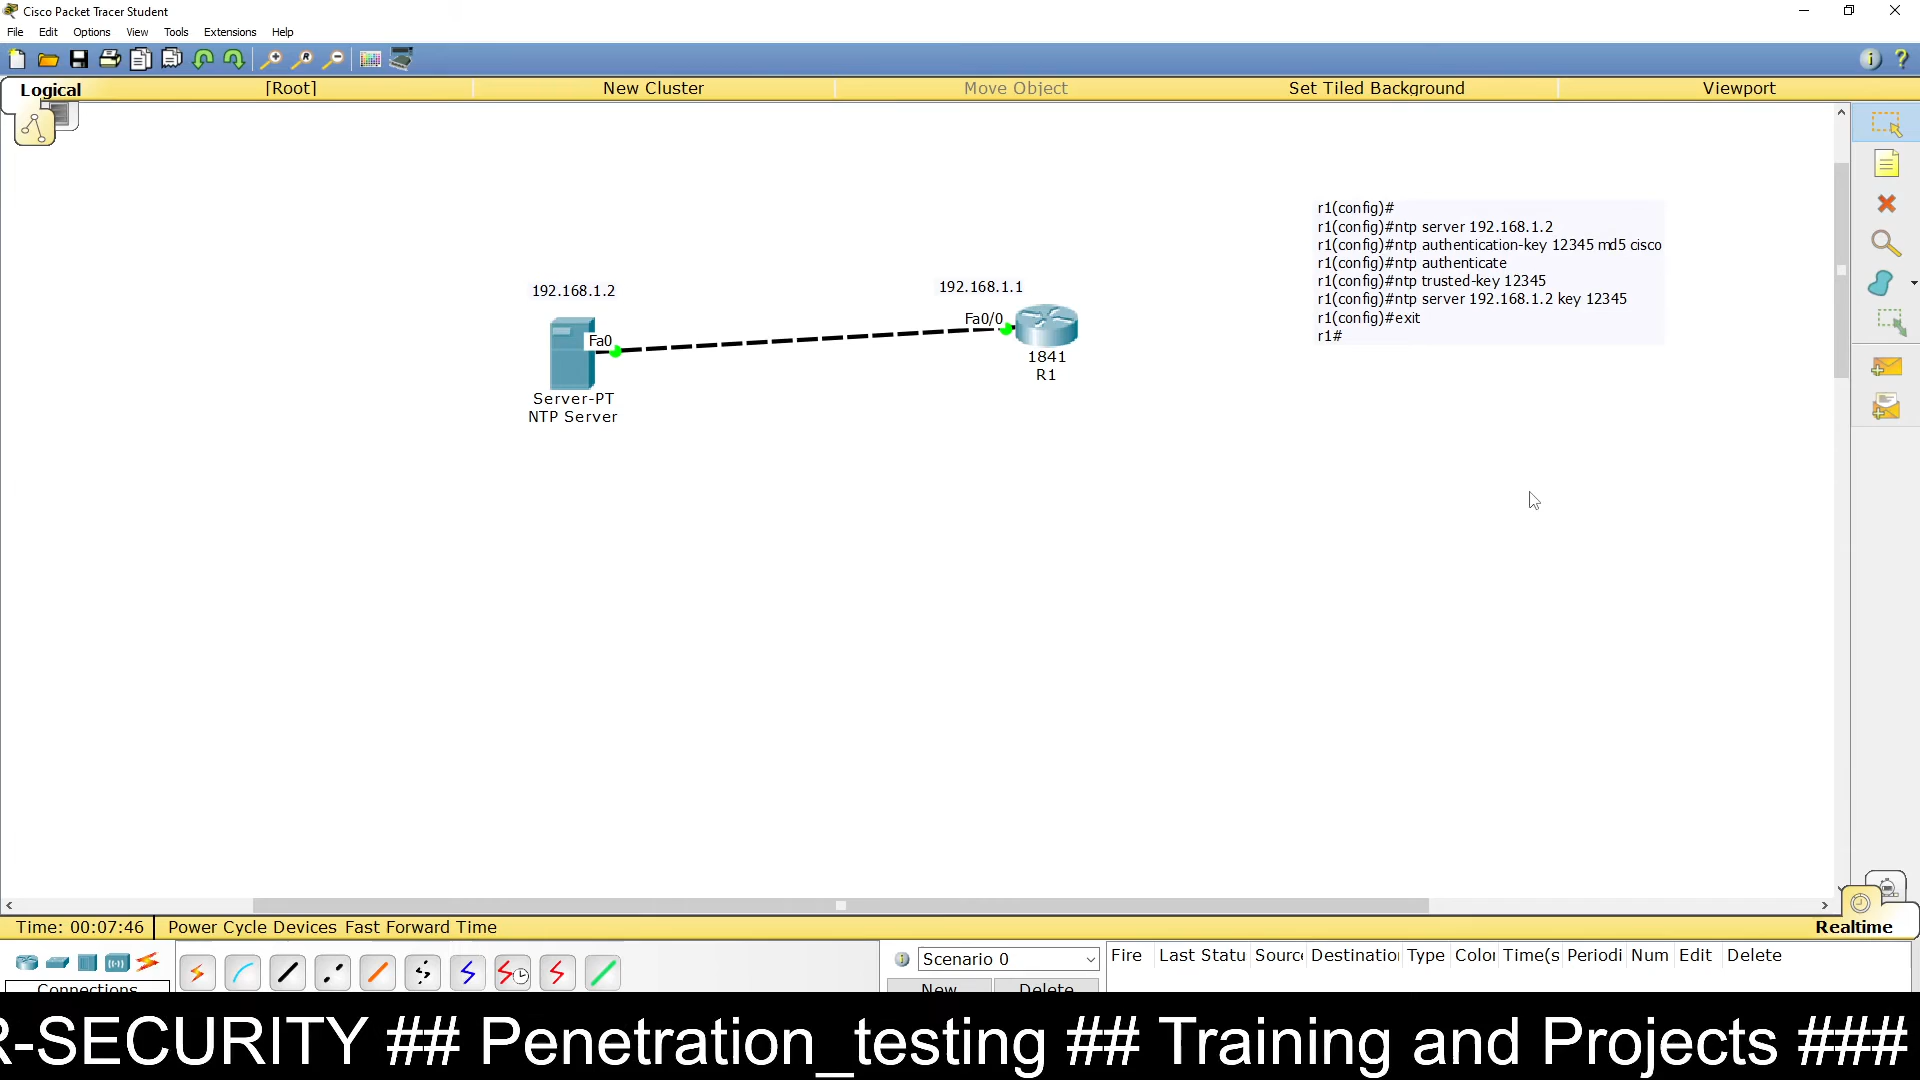 Cisco Packet Tracer Student
File Edit Options View Tools Extensions Help
Logical [Root] New Cluster Move Object Set Tiled Background Viewport
r1(config)#
r1(config)#ntp server 192.168.1.2
r1(config)#ntp authentication-key 12345 md5 cisco
r1(config)#ntp authenticate
r1(config)#ntp trusted-key 12345
r1(config)#ntp server 192.168.1.2 key 12345
r1(config)#exit
r1#
192.168.1.2
192.168.1.1
Fa0/0
Fa0
1841
R1
Server-PT
NTP Server
Time: 00:07:46 Power Cycle Devices Fast Forward Time Realtime
Scenario 0
Fire Last Statu Source Destination Type Color Time(s Periodi Num Edit Delete
Connections
New Delete
R-SECURITY ## Penetration_testing ## Training and Projects ###